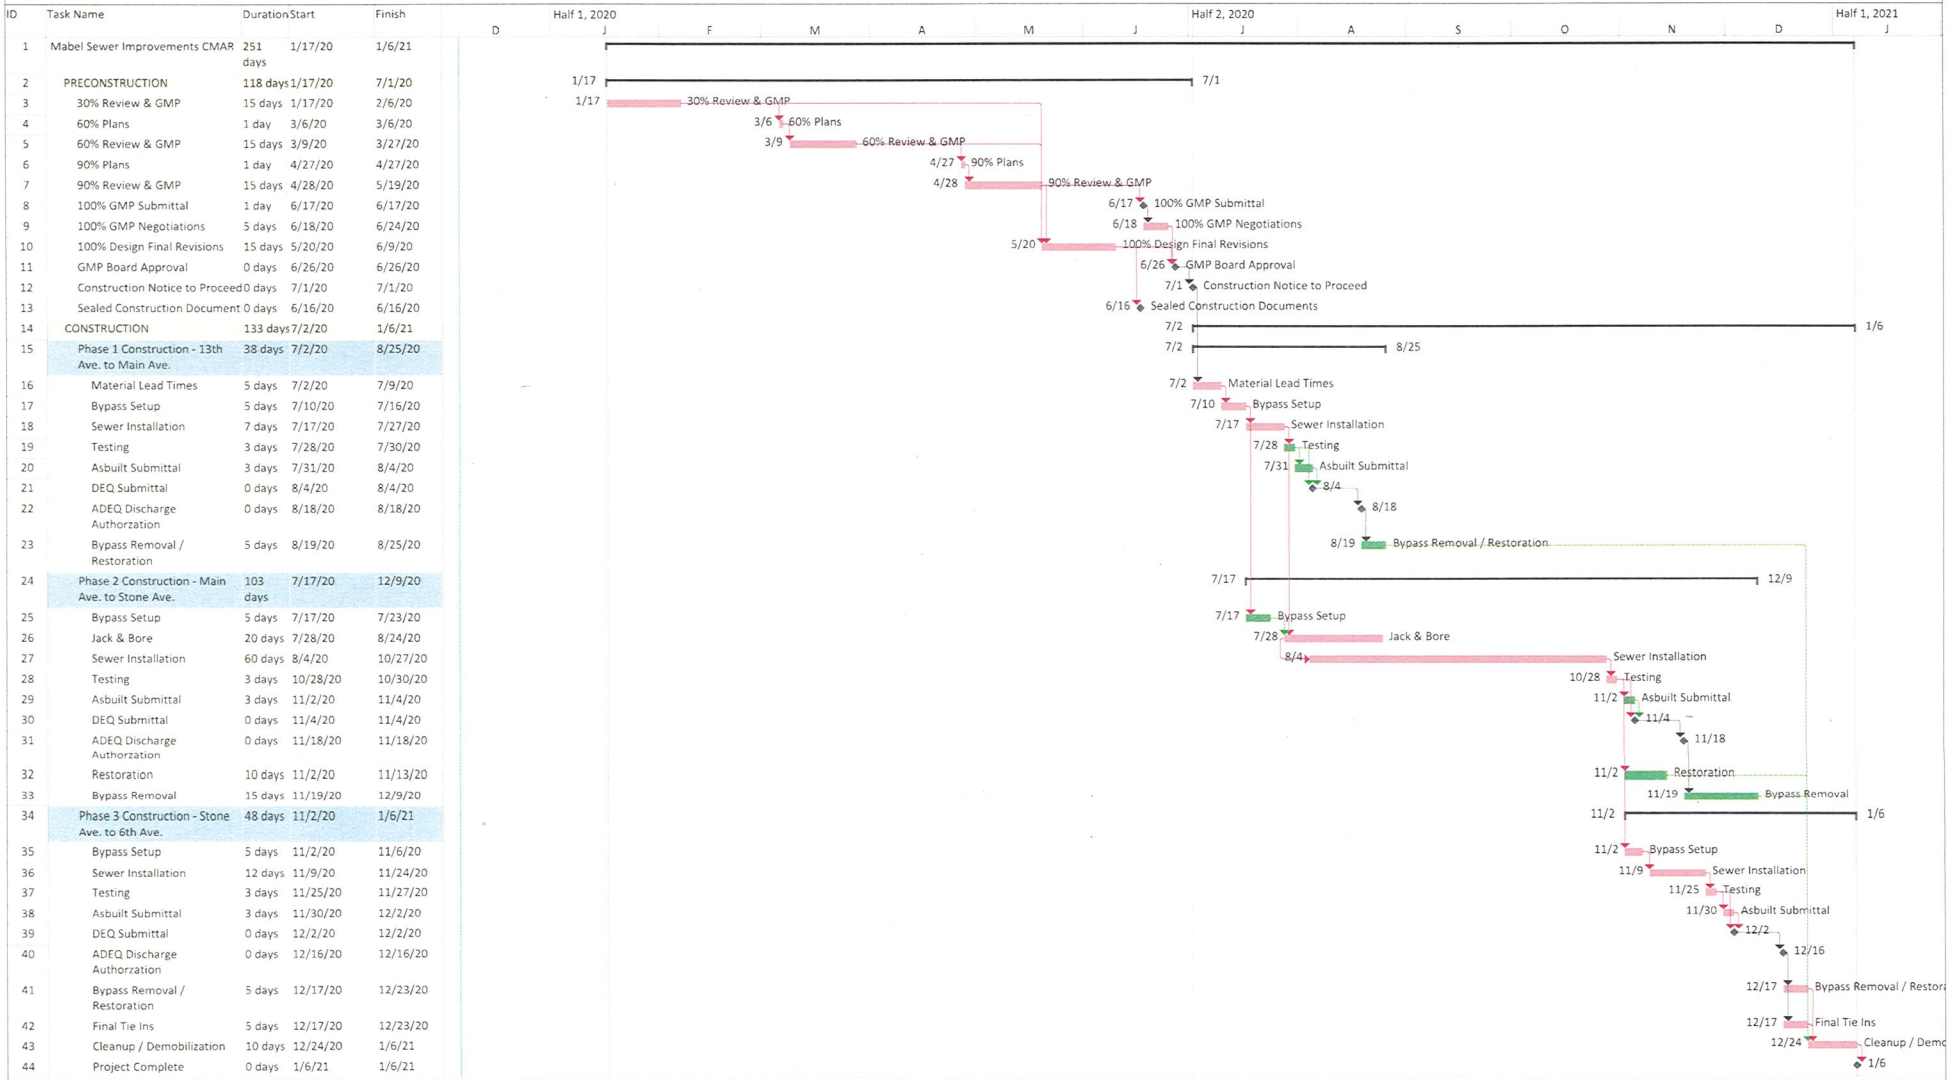 ID Task Name Duration Start Finish Half 1, 2020 Half 2, 2020 Half 1, 2021
D J F M A M J J A S O N D J
1 Mabel Sewer Improvements CMAR 251 days 1/17/20 1/6/21
2 PRECONSTRUCTION 118 days 1/17/20 7/1/20 1/17 7/1
3 30% Review & GMP 15 days 1/17/20 2/6/20 1/17 30% Review & GMP
4 60% Plans 1 day 3/6/20 3/6/20 3/6 60% Plans
5 60% Review & GMP 15 days 3/9/20 3/27/20 3/9 60% Review & GMP
6 90% Plans 1 day 4/27/20 4/27/20 4/27 90% Plans
7 90% Review & GMP 15 days 4/28/20 5/19/20 4/28 90% Review & GMP
8 100% GMP Submittal 1 day 6/17/20 6/17/20 6/17 100% GMP Submittal
9 100% GMP Negotiations 5 days 6/18/20 6/24/20 6/18 100% GMP Negotiations
10 100% Design Final Revisions 15 days 5/20/20 6/9/20 5/20 100% Design Final Revisions
11 GMP Board Approval 0 days 6/26/20 6/26/20 6/26 GMP Board Approval
12 Construction Notice to Proceed 0 days 7/1/20 7/1/20 7/1 Construction Notice to Proceed
13 Sealed Construction Document 0 days 6/16/20 6/16/20 6/16 Sealed Construction Documents
14 CONSTRUCTION 133 days 7/2/20 1/6/21 7/2 1/6
15 Phase 1 Construction - 13th 38 days 7/2/20 8/25/20 7/2 8/25
Ave. to Main Ave.
16 Material Lead Times 5 days 7/2/20 7/9/20 7/2 Material Lead Times
17 Bypass Setup 5 days 7/10/20 7/16/20 7/10 Bypass Setup
18 Sewer Installation 7 days 7/17/20 7/27/20 7/17 Sewer Installation
19 Testing 3 days 7/28/20 7/30/20 7/28 Testing
20 Asbuilt Submittal 3 days 7/31/20 8/4/20 7/31 Asbuilt Submittal
21 DEQ Submittal 0 days 8/4/20 8/4/20 8/4
22 ADEQ Discharge 0 days 8/18/20 8/18/20 8/18
Authorzation
23 Bypass Removal / 5 days 8/19/20 8/25/20 8/19 Bypass Removal / Restoration
Restoration
24 Phase 2 Construction - Main 103 7/17/20 12/9/20 7/17 12/9
Ave. to Stone Ave. days
25 Bypass Setup 5 days 7/17/20 7/23/20 7/17 Bypass Setup
26 Jack & Bore 20 days 7/28/20 8/24/20 7/28 Jack & Bore
27 Sewer Installation 60 days 8/4/20 10/27/20 8/4 Sewer Installation
28 Testing 3 days 10/28/20 10/30/20 10/28 Testing
29 Asbuilt Submittal 3 days 11/2/20 11/4/20 11/2 Asbuilt Submittal
30 DEQ Submittal 0 days 11/4/20 11/4/20 11/4
31 ADEQ Discharge 0 days 11/18/20 11/18/20 11/18
Authorzation
32 Restoration 10 days 11/2/20 11/13/20 11/2 Restoration
33 Bypass Removal 15 days 11/19/20 12/9/20 11/19 Bypass Removal
34 Phase 3 Construction - Stone 48 days 11/2/20 1/6/21 11/2 1/6
Ave. to 6th Ave.
35 Bypass Setup 5 days 11/2/20 11/6/20 11/2 Bypass Setup
36 Sewer Installation 12 days 11/9/20 11/24/20 11/9 Sewer Installation
37 Testing 3 days 11/25/20 11/27/20 11/25 Testing
38 Asbuilt Submittal 3 days 11/30/20 12/2/20 11/30 Asbuilt Submittal
39 DEQ Submittal 0 days 12/2/20 12/2/20 12/2
40 ADEQ Discharge 0 days 12/16/20 12/16/20 12/16
Authorzation
41 Bypass Removal / 5 days 12/17/20 12/23/20 12/17 Bypass Removal / Restora
Restoration
42 Final Tie Ins 5 days 12/17/20 12/23/20 12/17 Final Tie Ins
43 Cleanup / Demobilization 10 days 12/24/20 1/6/21 12/24 Cleanup / Demo
44 Project Complete 0 days 1/6/21 1/6/21 1/6